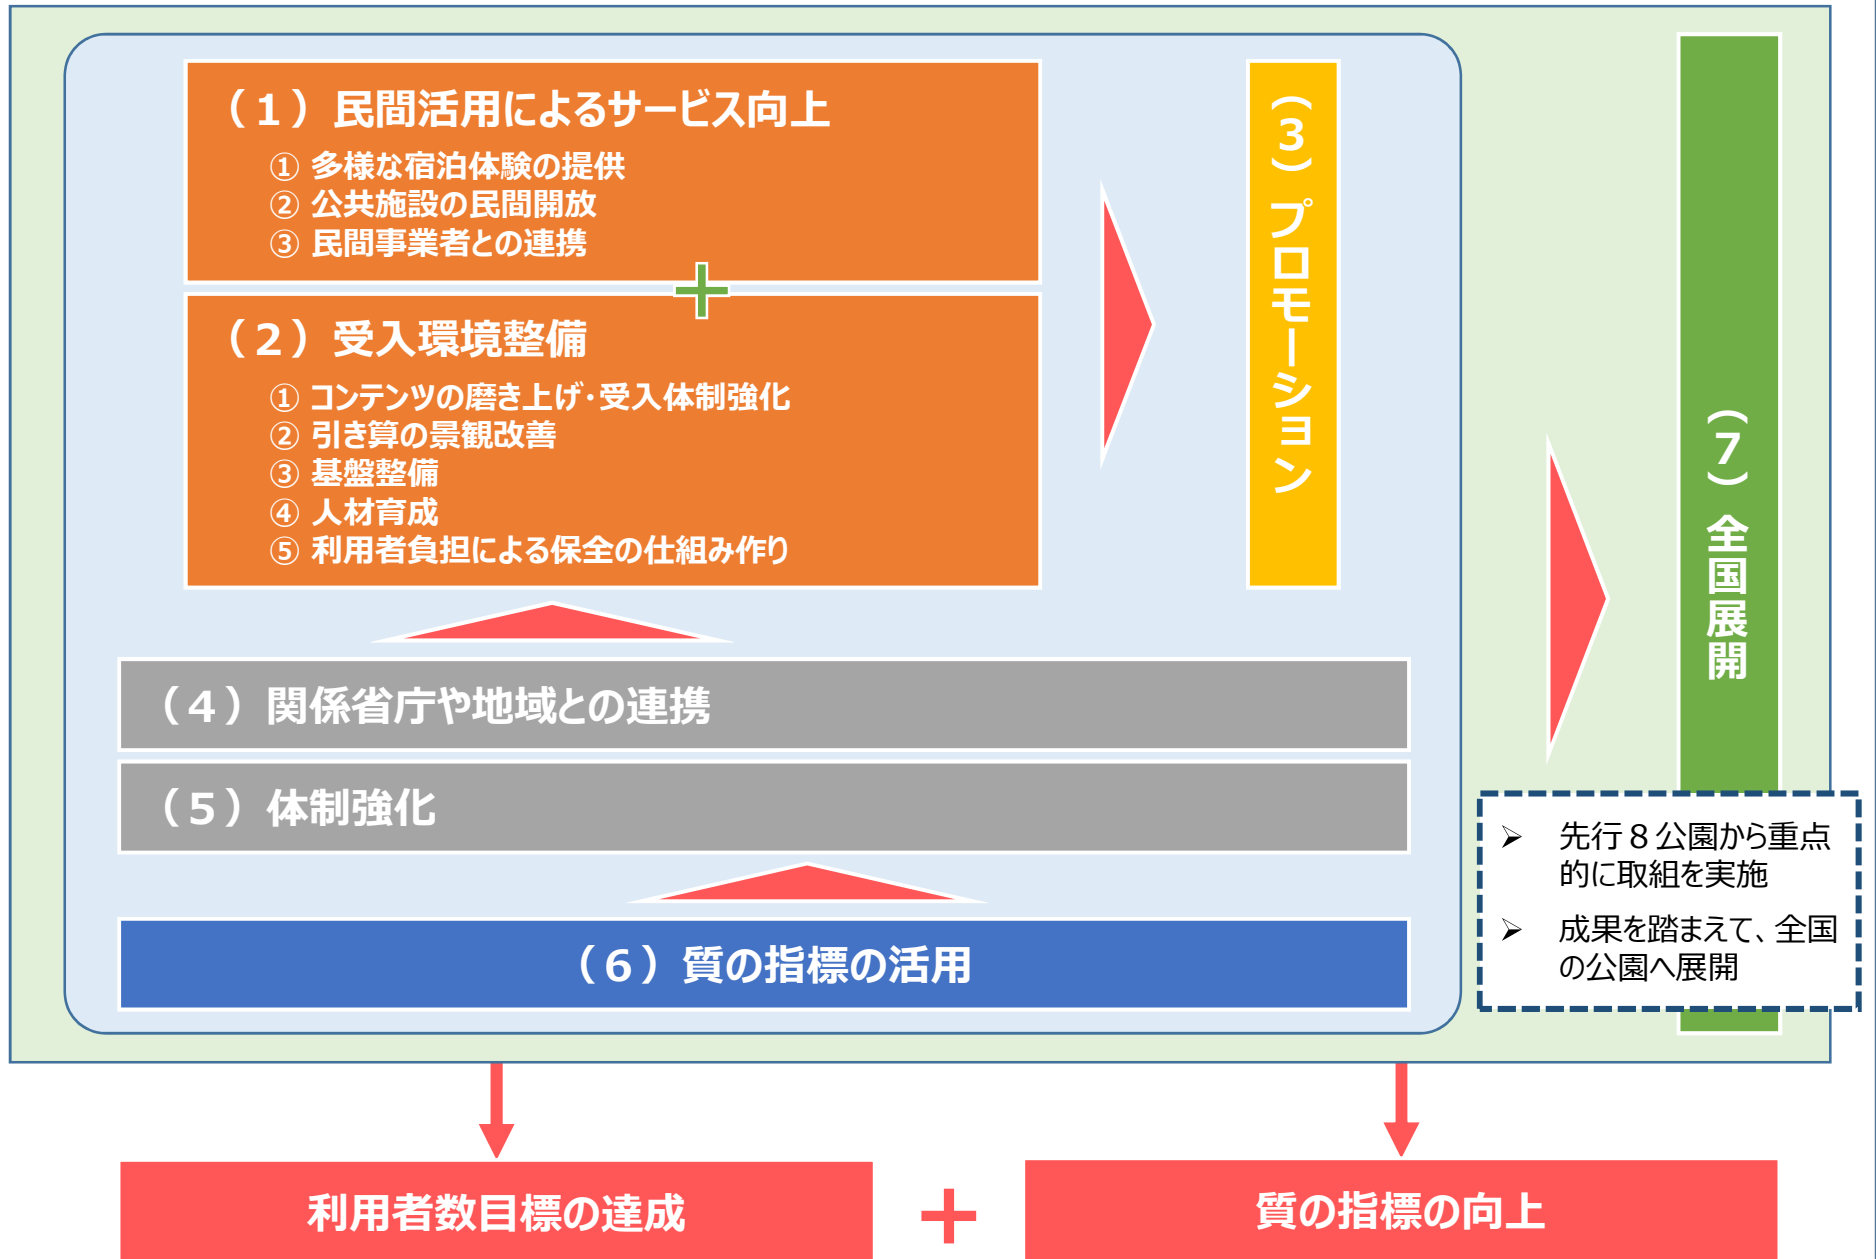 （１）民間活用によるサービス向上
① 多様な宿泊体験の提供
② 公共施設の民間開放
③ 民間事業者との連携
＋
（２）受入環境整備
① コンテンツの磨き上げ・受入体制強化
② 引き算の景観改善
③ 基盤整備
④ 人材育成
⑤ 利用者負担による保全の仕組み作り
（３）プロモーション
（４）関係省庁や地域との連携
（５）体制強化
（６）質の指標の活用
（７）全国展開
➢ 先行８公園から重点
的に取組を実施
➢ 成果を踏まえて、全国
の公園へ展開
利用者数目標の達成
＋
質の指標の向上